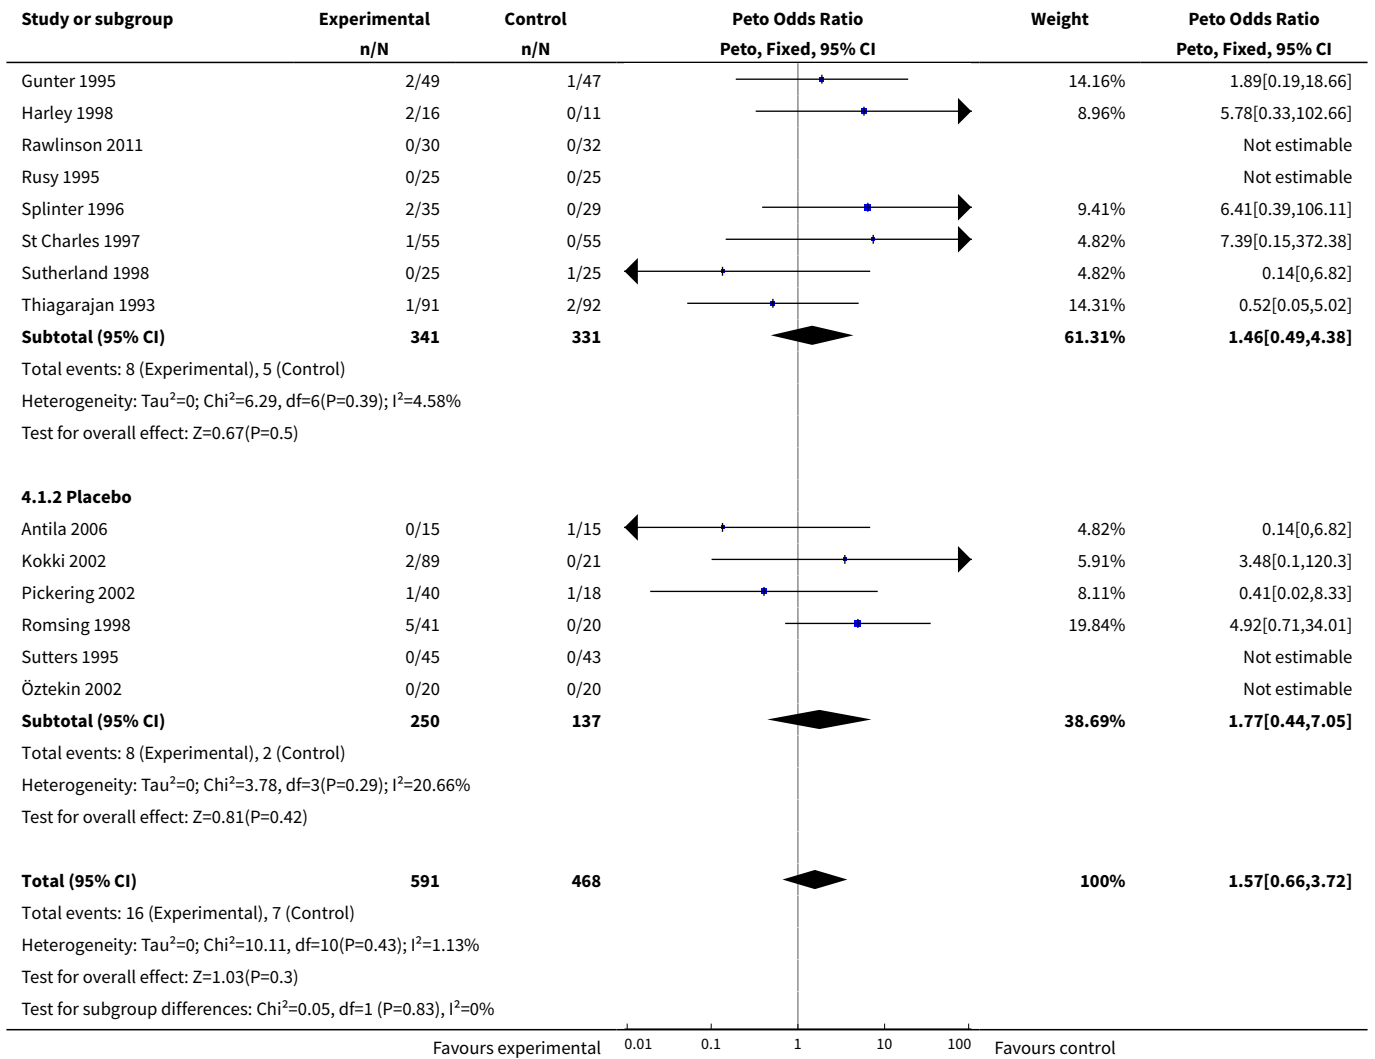 Study or subgroup Experimental Control Peto Odds Ratio Weight Peto Odds Ratio
n/N n/N Peto, Fixed, 95% CI Peto, Fixed, 95% CI
Gunter 1995 2/49 1/47 14.16% 1.89[0.19,18.66]
Harley 1998 2/16 0/11 8.96% 5.78[0.33,102.66]
Rawlinson 2011 0/30 0/32 Not estimable
Rusy 1995 0/25 0/25 Not estimable
Splinter 1996 2/35 0/29 9.41% 6.41[0.39,106.11]
St Charles 1997 1/55 0/55 4.82% 7.39[0.15,372.38]
Sutherland 1998 0/25 1/25 4.82% 0.14[0,6.82]
Thiagarajan 1993 1/91 2/92 14.31% 0.52[0.05,5.02]
Subtotal (95% CI) 341 331 61.31% 1.46[0.49,4.38]
Total events: 8 (Experimental), 5 (Control)
Heterogeneity: Tau²=0; Chi²=6.29, df=6(P=0.39); I²=4.58%
Test for overall effect: Z=0.67(P=0.5)
4.1.2 Placebo
Antila 2006 0/15 1/15 4.82% 0.14[0,6.82]
Kokki 2002 2/89 0/21 5.91% 3.48[0.1,120.3]
Pickering 2002 1/40 1/18 8.11% 0.41[0.02,8.33]
Romsing 1998 5/41 0/20 19.84% 4.92[0.71,34.01]
Sutters 1995 0/45 0/43 Not estimable
Öztekin 2002 0/20 0/20 Not estimable
Subtotal (95% CI) 250 137 38.69% 1.77[0.44,7.05]
Total events: 8 (Experimental), 2 (Control)
Heterogeneity: Tau²=0; Chi²=3.78, df=3(P=0.29); I²=20.66%
Test for overall effect: Z=0.81(P=0.42)
Total (95% CI) 591 468 100% 1.57[0.66,3.72]
Total events: 16 (Experimental), 7 (Control)
Heterogeneity: Tau²=0; Chi²=10.11, df=10(P=0.43); I²=1.13%
Test for overall effect: Z=1.03(P=0.3)
Test for subgroup differences: Chi²=0.05, df=1 (P=0.83), I²=0%
Favours experimental 0.01 0.1 1 10 100 Favours control